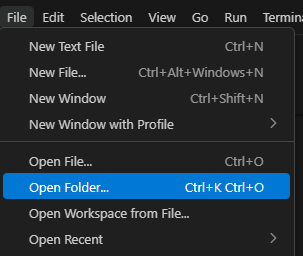 File Edit Selection View Go Run Termina
New Text File Ctrl+N
New File... Ctrl+Alt+Windows+N
New Window Ctrl+Shift+N
New Window with Profile
Open File... Ctrl+O
Open Folder... Ctrl+K Ctrl+O
Open Workspace from File...
Open Recent